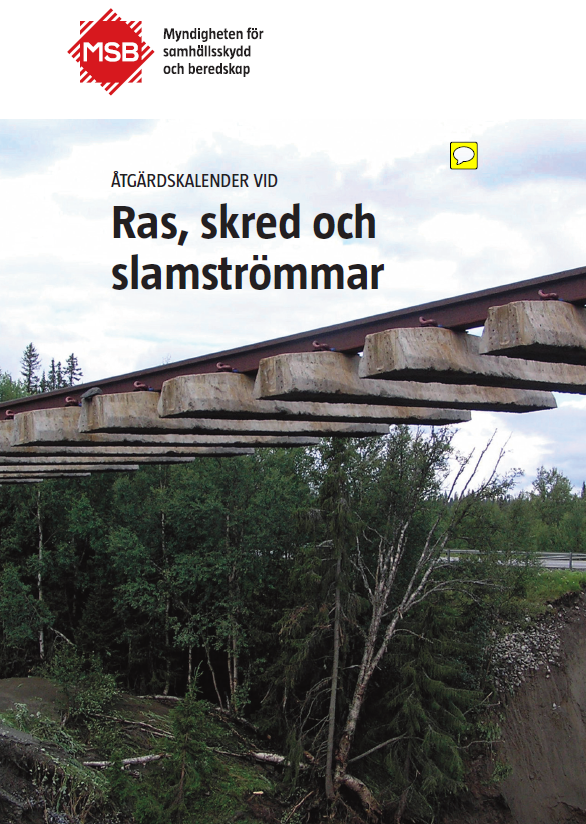 MSB
Myndigheten för
samhällsskydd
och beredskap
ÅTGÄRDSKALENDER VID
Ras, skred och
slamströmmar